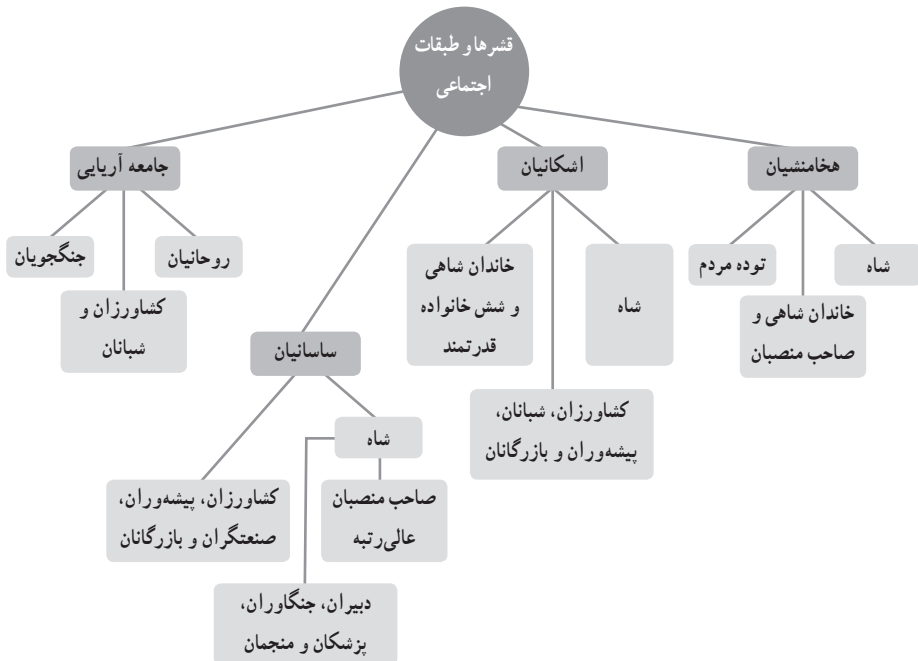 قشرها و طبقات
اجتماعی
هخامنشیان
شاه
خاندان شاهی و
صاحب منصبان
توده مردم
اشکانیان
شاه
خاندان شاهی
و شش خانواده
قدرتمند
کشاورزان، شبانان،
پیشه‌وران و بازرگانان
ساسانیان
شاه
صاحب منصبان
عالی‌رتبه
دبیران، جنگاوران،
پزشکان و منجمان
کشاورزان، پیشه‌وران،
صنعتگران و بازرگانان
جامعه آریایی
روحانیان
کشاورزان و
شبانان
جنگجویان